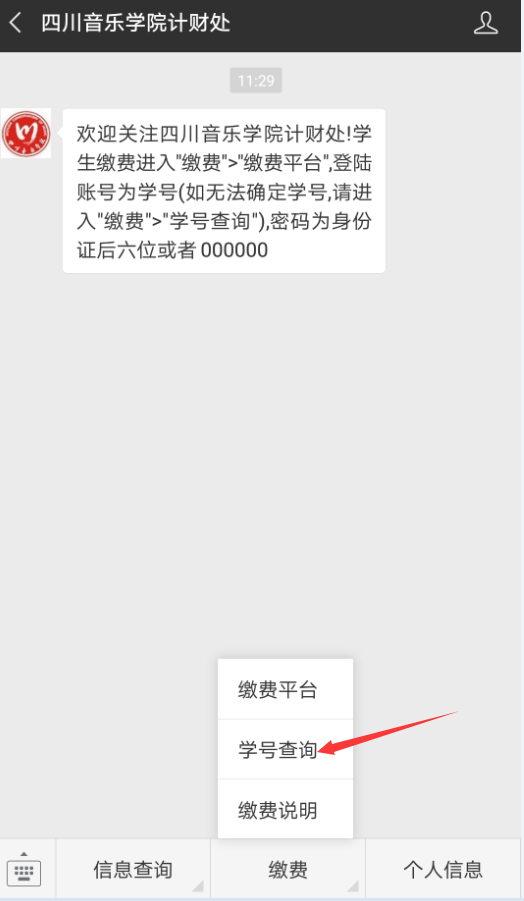 四川音乐学院计财处
11:29
欢迎关注四川音乐学院计财处!学
生缴费进入"缴费">"缴费平台",登陆
账号为学号(如无法确定学号,请进
入"缴费">"学号查询"),密码为身份
证后六位或者 000000
缴费平台
学号查询
缴费说明
信息查询
缴费
个人信息